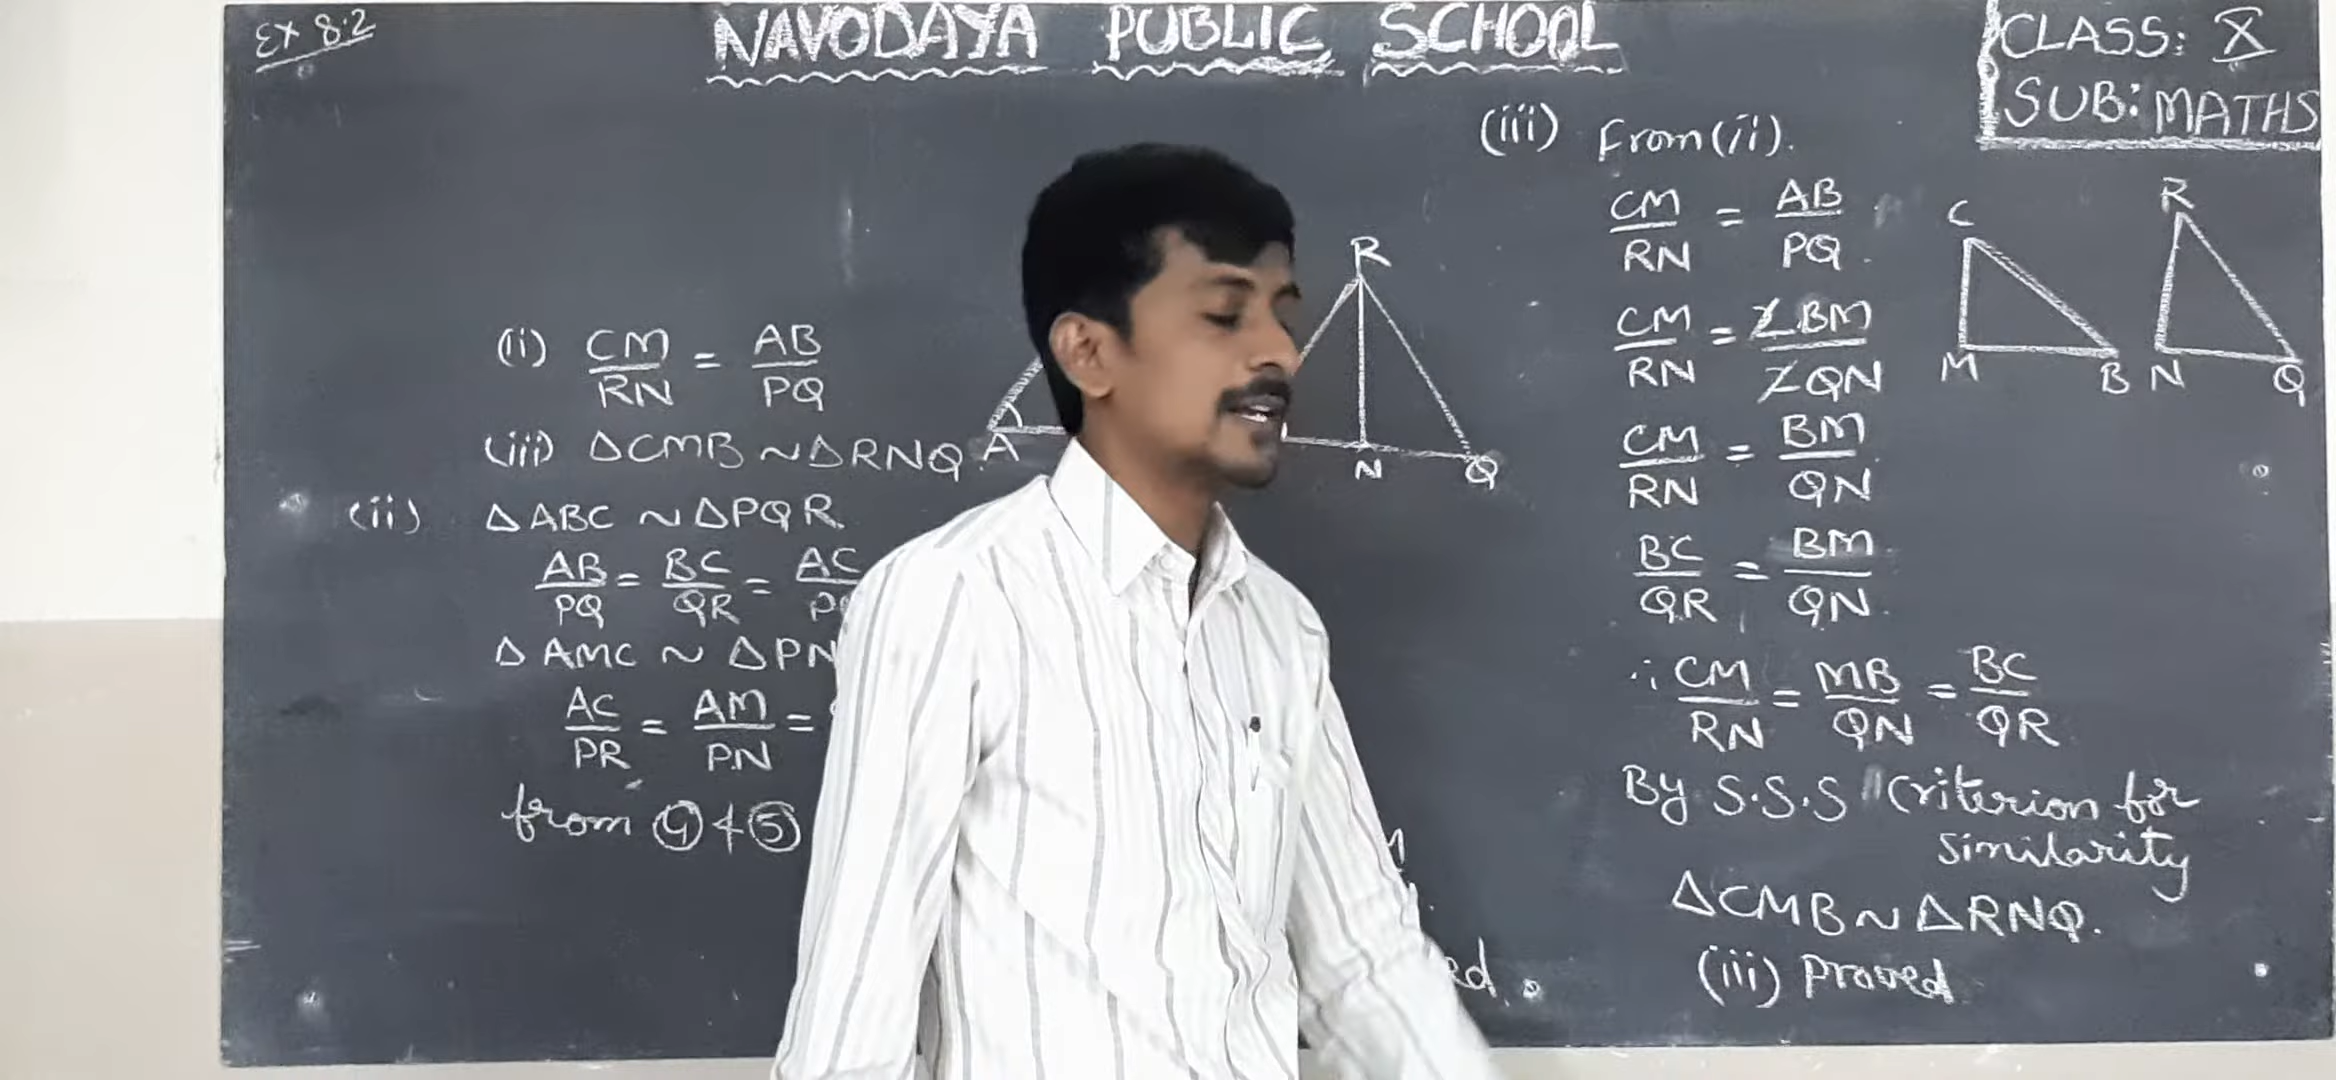 Ex 8.2
NAVODAYA PUBLIC SCHOOL
CLASS: X
SUB: MATHS
(ii) CM/RN = AB/PQ
(iii) ΔCMB ~ ΔRNQ.
(ii) ΔABC ~ ΔPQR.
AB/PQ = BC/QR = AC
ΔAMC ~ ΔPN
AC/PR = AM/PN =
from ④ & ⑤
A
R
N
Q
(iii) From (ii).
CM/RN = AB/PQ.
CM/RN = 2BM/2QN
CM/RN = BM/QN
BC/QR = BM/QN.
∴ CM/RN = MB/QN = BC/QR
By S.S.S Criterion for
similarity
ΔCMB ~ ΔRNQ.
(iii) Proved
C
M
B
R
N
Q